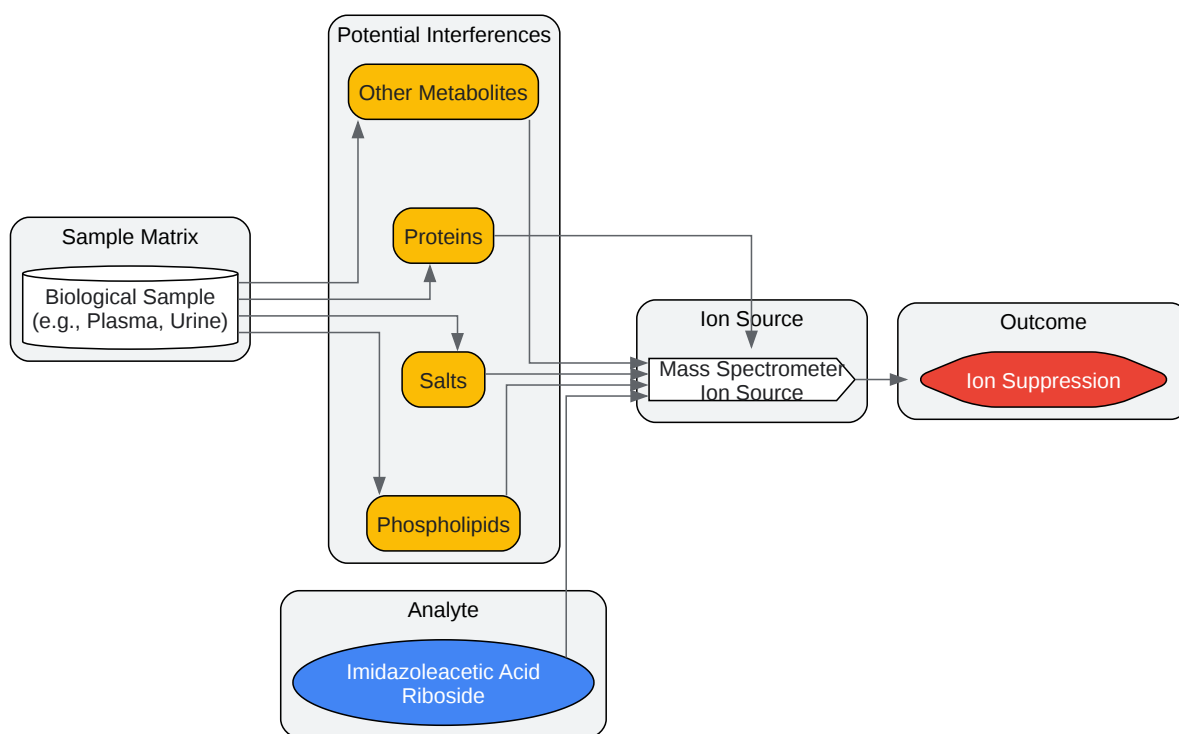 Potential Interferences
Other Metabolites
Sample Matrix
Biological Sample
(e.g., Plasma, Urine)
Proteins
Salts
Phospholipids
Ion Source
Mass Spectrometer
Ion Source
Outcome
Ion Suppression
Analyte
Imidazoleacetic Acid
Riboside